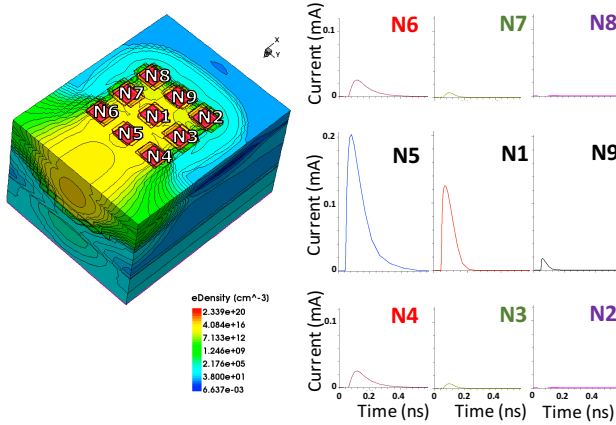 X
Y
N8
N7
N9
N6
N1
N2
N5
N3
N4
eDensity (cm^-3)
2.339e+20
4.084e+16
7.133e+12
1.246e+09
2.176e+05
3.800e+01
6.637e-03
N6
N7
N8
Current (mA)
0.1
0
N5
N1
N9
Current (mA)
0.2
0.1
0
N4
N3
N2
Current (mA)
0.1
0
0 0.2 0.4
0 0.2 0.4
0 0.2 0.4
Time (ns)
Time (ns)